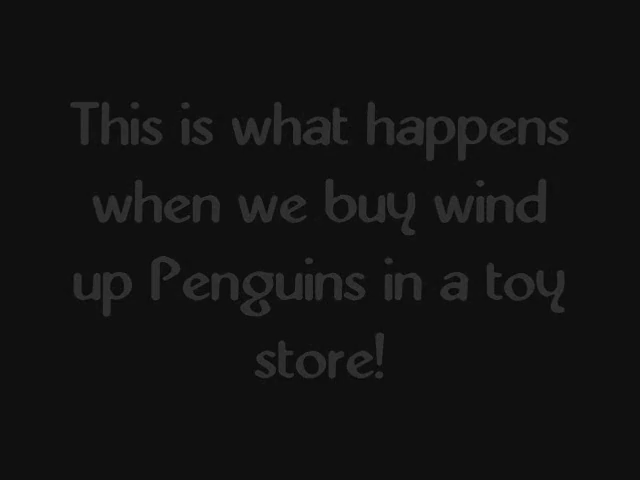 This is what happens
when we buy wind
up Penguins in a toy
store!